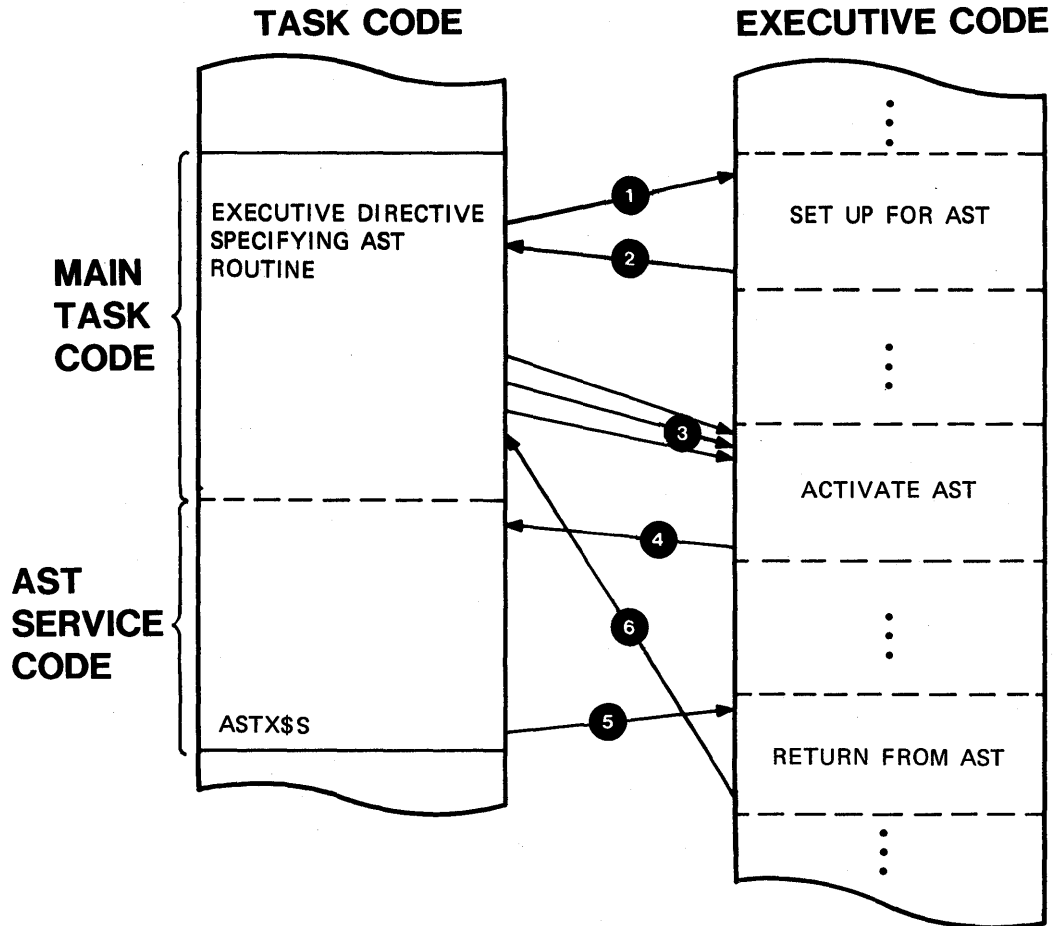 TASK CODE
EXECUTIVE CODE
MAIN
TASK
CODE
EXECUTIVE DIRECTIVE
SPECIFYING AST
ROUTINE
1
SET UP FOR AST
2
3
ACTIVATE AST
4
AST
SERVICE
CODE
6
ASTX$S
5
RETURN FROM AST